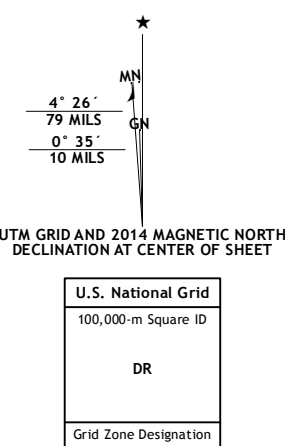 ★
MN
4° 26´
79 MILS
GN
0° 35´
10 MILS
UTM GRID AND 2014 MAGNETIC NORTH
DECLINATION AT CENTER OF SHEET
U.S. National Grid
100,000-m Square ID
DR
Grid Zone Designation